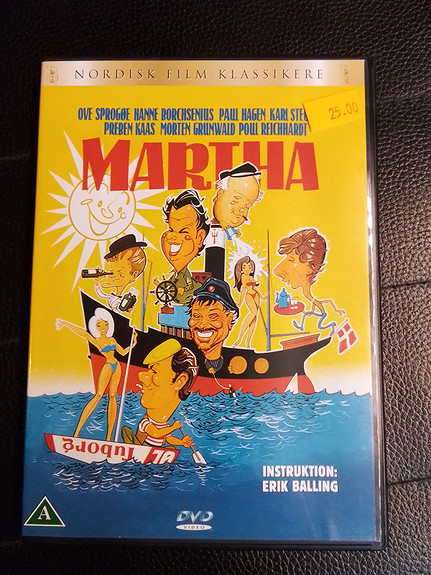 NORDISK FILM KLASSIKERE
OVE SPROGØE HANNE BORCHSENIUS PAUL HAGEN KARL STE
25.00
PREBEN KAAS MORTEN GRUNWALD POUL REICHHARDT
MARTHA
Tuborg
INSTRUKTION:
ERIK BALLING
A
DVD
VIDEO